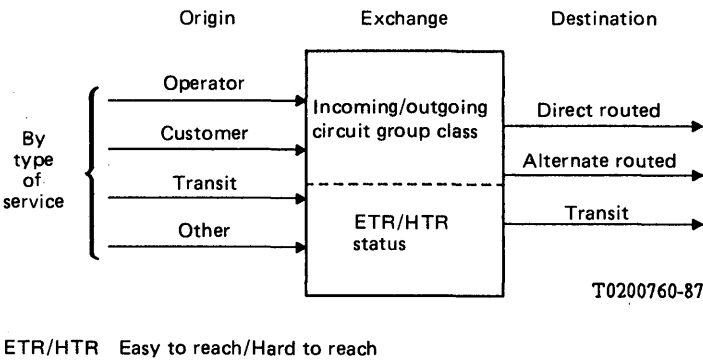 Origin
Exchange
Destination
By
type
of
service
Operator
Customer
Transit
Other
Incoming/outgoing
circuit group class
ETR/HTR
status
Direct routed
Alternate routed
Transit
T0200760-87
ETR/HTR Easy to reach/Hard to reach